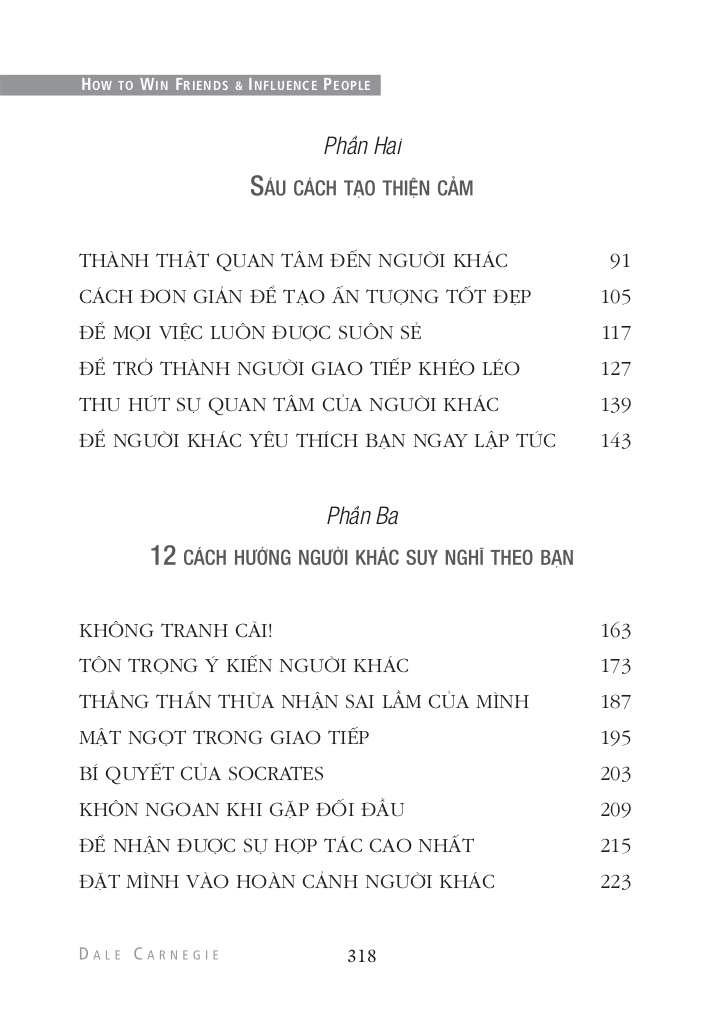 HOW TO WIN FRIENDS & INFLUENCE PEOPLE
Phần Hai
SÁU CÁCH TẠO THIỆN CẢM
THÀNH THẬT QUAN TÂM ĐẾN NGƯỜI KHÁC 91
CÁCH ĐƠN GIẢN ĐỂ TẠO ẤN TƯỢNG TỐT ĐẸP 105
ĐỂ MỌI VIỆC LUÔN ĐƯỢC SUÔN SẺ 117
ĐỂ TRỞ THÀNH NGƯỜI GIAO TIẾP KHÉO LÉO 127
THU HÚT SỰ QUAN TÂM CỦA NGƯỜI KHÁC 139
ĐỂ NGƯỜI KHÁC YÊU THÍCH BẠN NGAY LẬP TỨC 143
Phần Ba
12 CÁCH HƯỚNG NGƯỜI KHÁC SUY NGHĨ THEO BẠN
KHÔNG TRANH CÃI! 163
TÔN TRỌNG Ý KIẾN NGƯỜI KHÁC 173
THẲNG THẮN THỪA NHẬN SAI LẦM CỦA MÌNH 187
MẬT NGỌT TRONG GIAO TIẾP 195
BÍ QUYẾT CỦA SOCRATES 203
KHÔN NGOAN KHI GẶP ĐỐI ĐẦU 209
ĐỂ NHẬN ĐƯỢC SỰ HỢP TÁC CAO NHẤT 215
ĐẶT MÌNH VÀO HOÀN CẢNH NGƯỜI KHÁC 223
DALE CARNEGIE 318